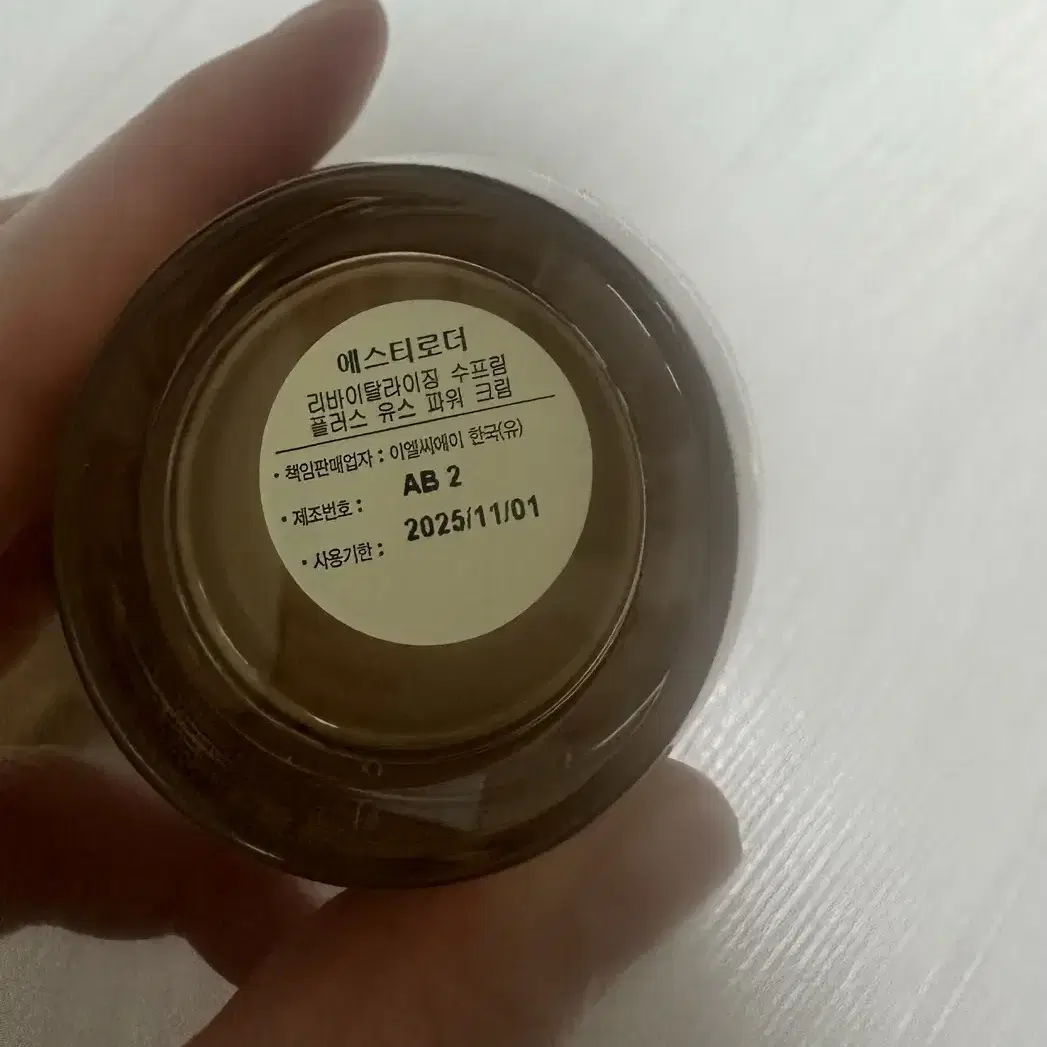 에스티로더
리바이탈라이징 수프림
플러스 유스 파워 크림
· 책임판매업자 : 이엘씨에이 한국(유)
· 제조번호 : AB 2
· 사용기한 : 2025/11/01